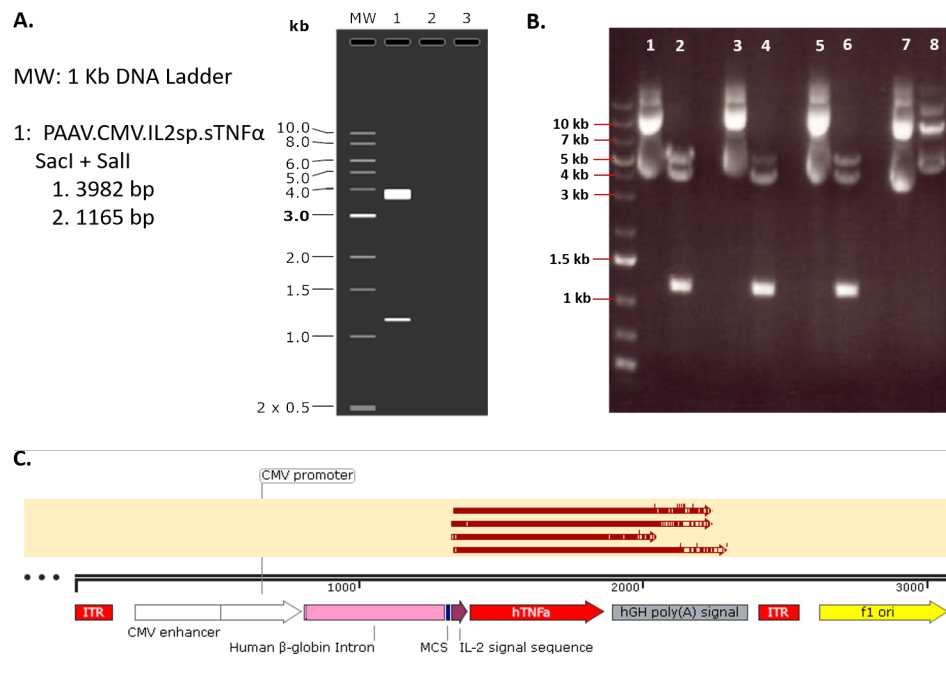 A.
MW: 1 Kb DNA Ladder
1: PAAV.CMV.IL2sp.sTNFα
SacI + SalI
1. 3982 bp
2. 1165 bp
kb
MW 1 2 3
10.0
8.0
6.0
5.0
4.0
3.0
2.0
1.5
1.0
2 x 0.5
B.
1 2 3 4 5 6 7 8
10 kb
7 kb
5 kb
4 kb
3 kb
1.5 kb
1 kb
C.
CMV promoter
1000 2000 3000
ITR hTNFa hGH poly(A) signal ITR f1 ori
CMV enhancer
Human β-globin Intron MCS IL-2 signal sequence